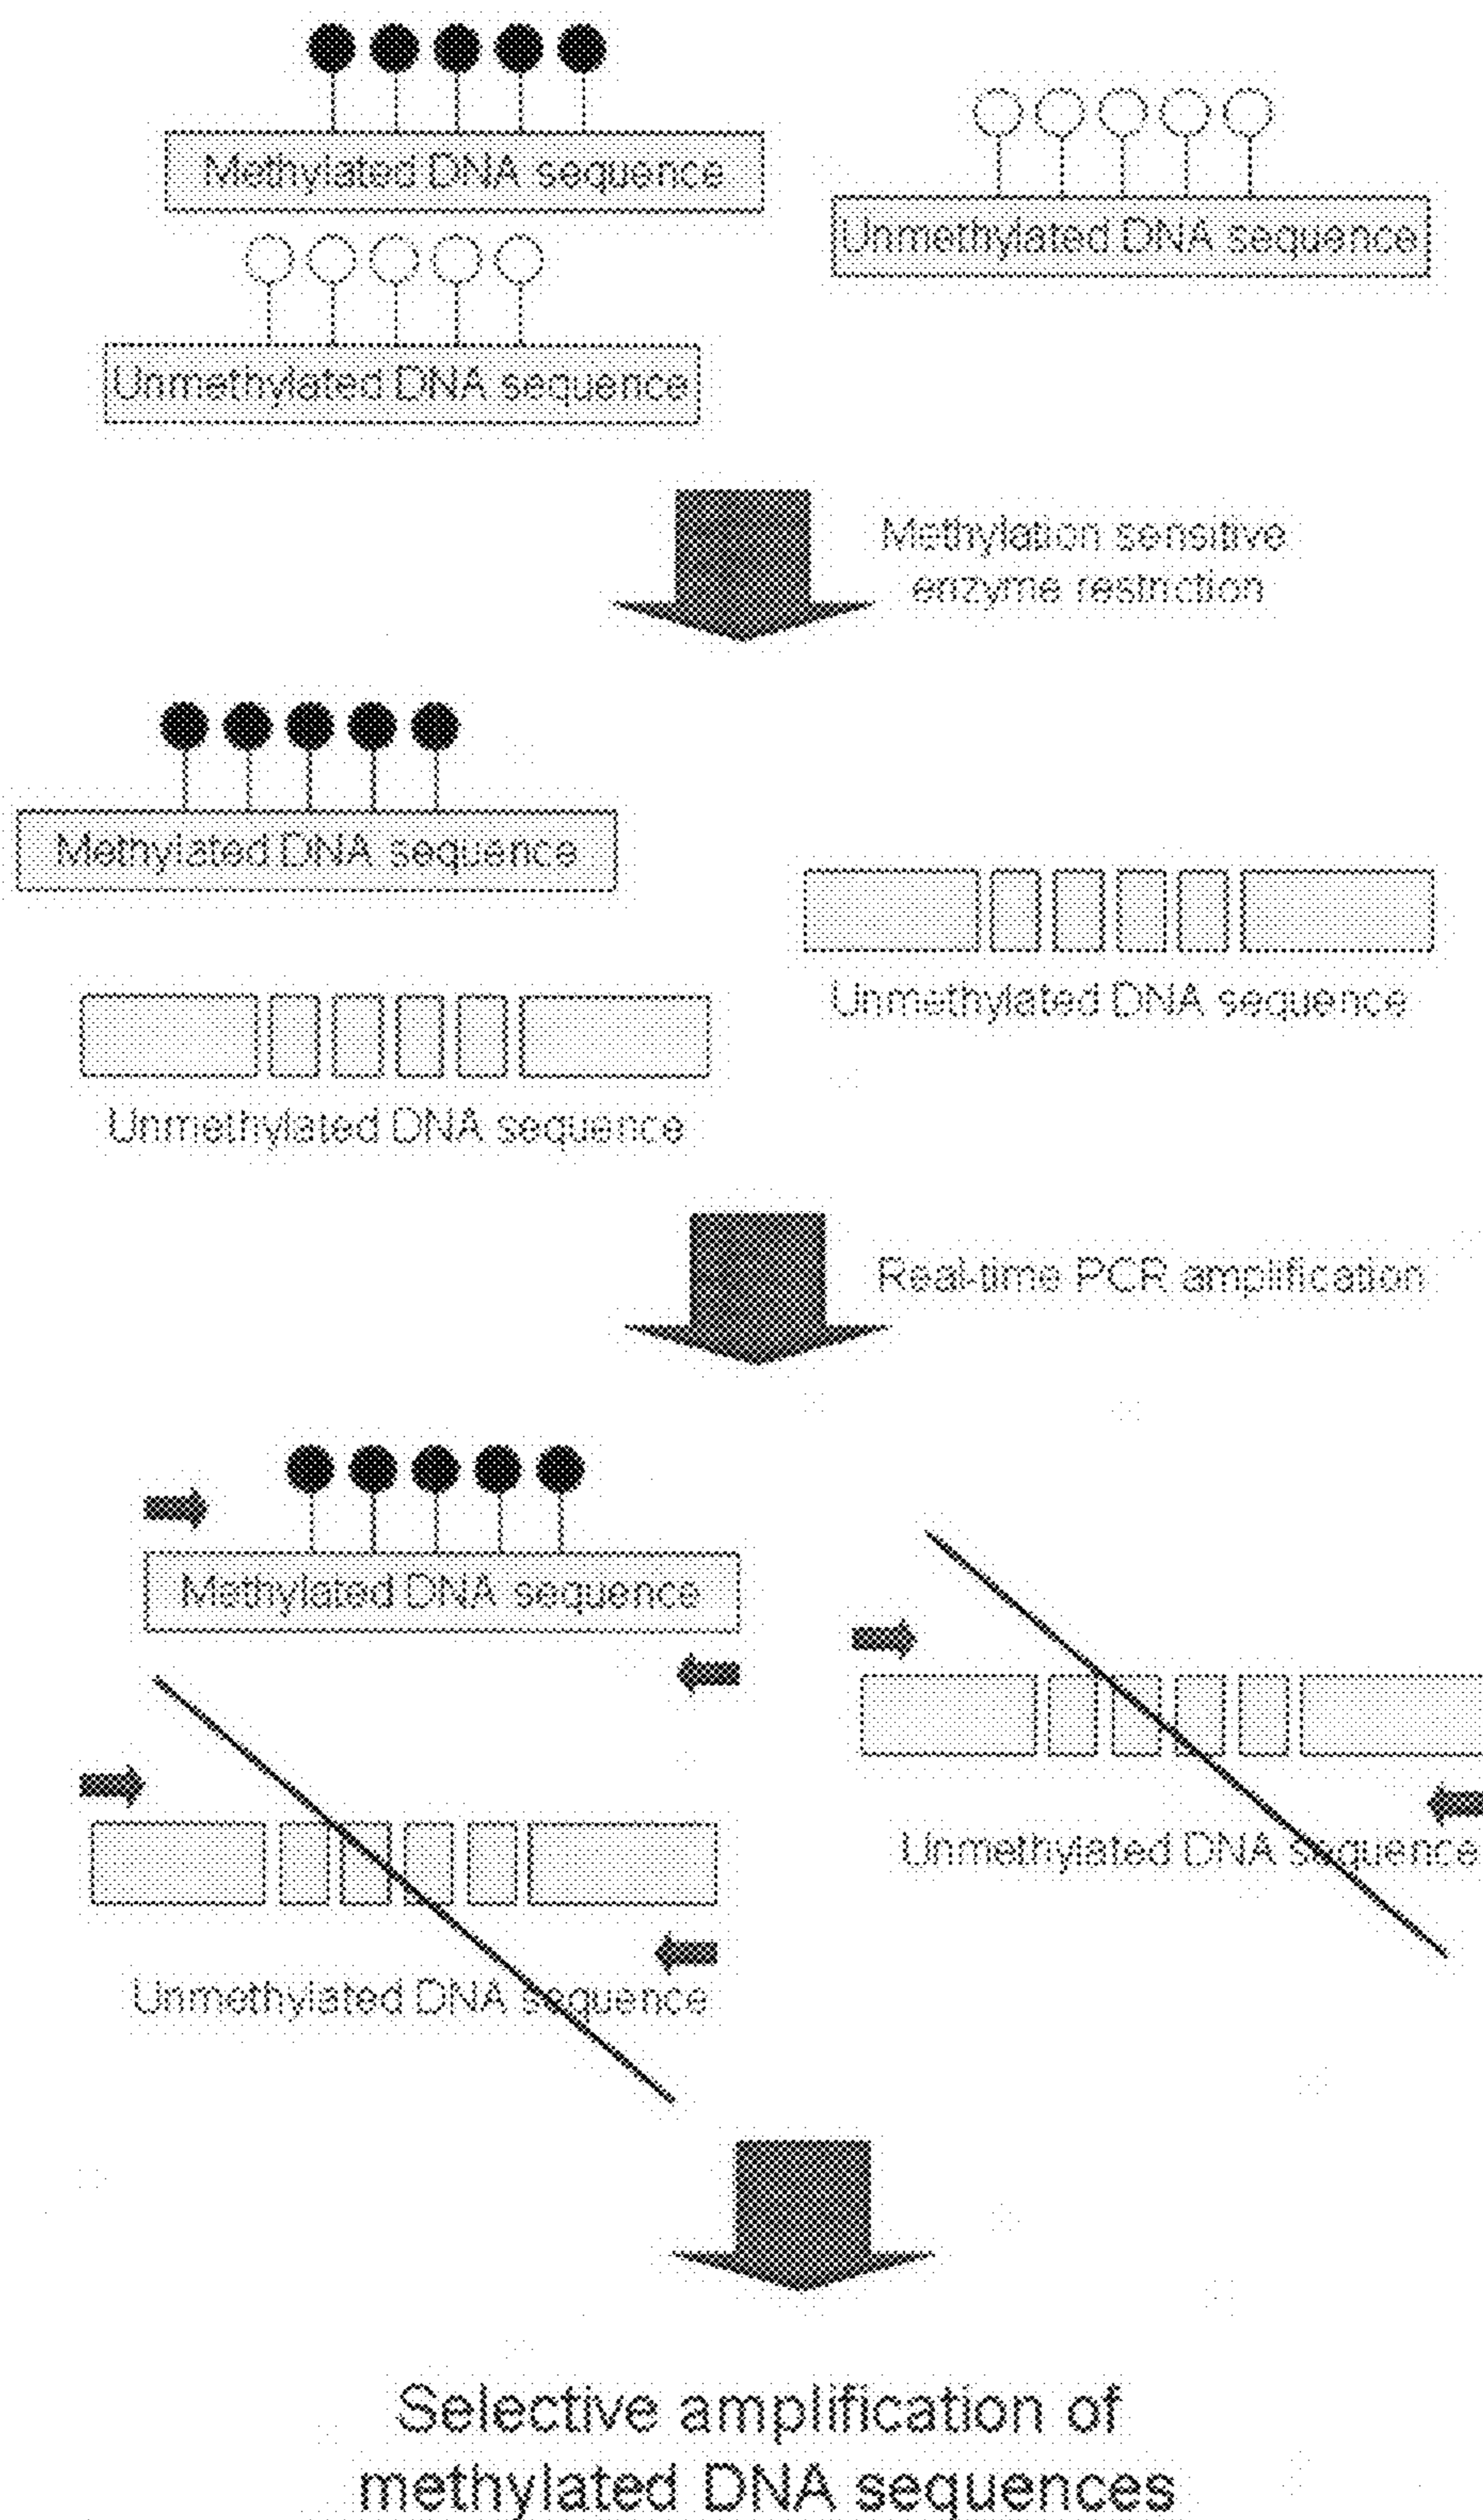 Methylated DNA sequence
Unmethylated DNA sequence
Unmethylated DNA sequence
Methylation sensitive
enzyme restriction
Methylated DNA sequence
Unmethylated DNA sequence
Unmethylated DNA sequence
Real-time PCR amplification
Methylated DNA sequence
Unmethylated DNA sequence
Unmethylated DNA sequence
Selective amplification of
methylated DNA sequences